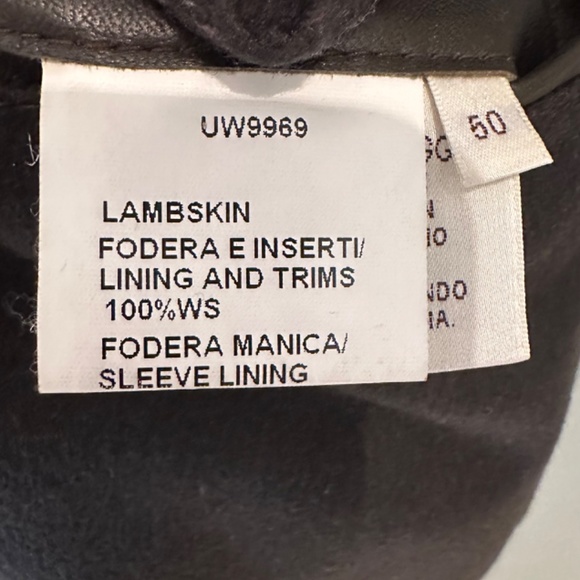 UW9969
LAMBSKIN
FODERA E INSERTI/
LINING AND TRIMS
100%WS
FODERA MANICA/
SLEEVE LINING
50